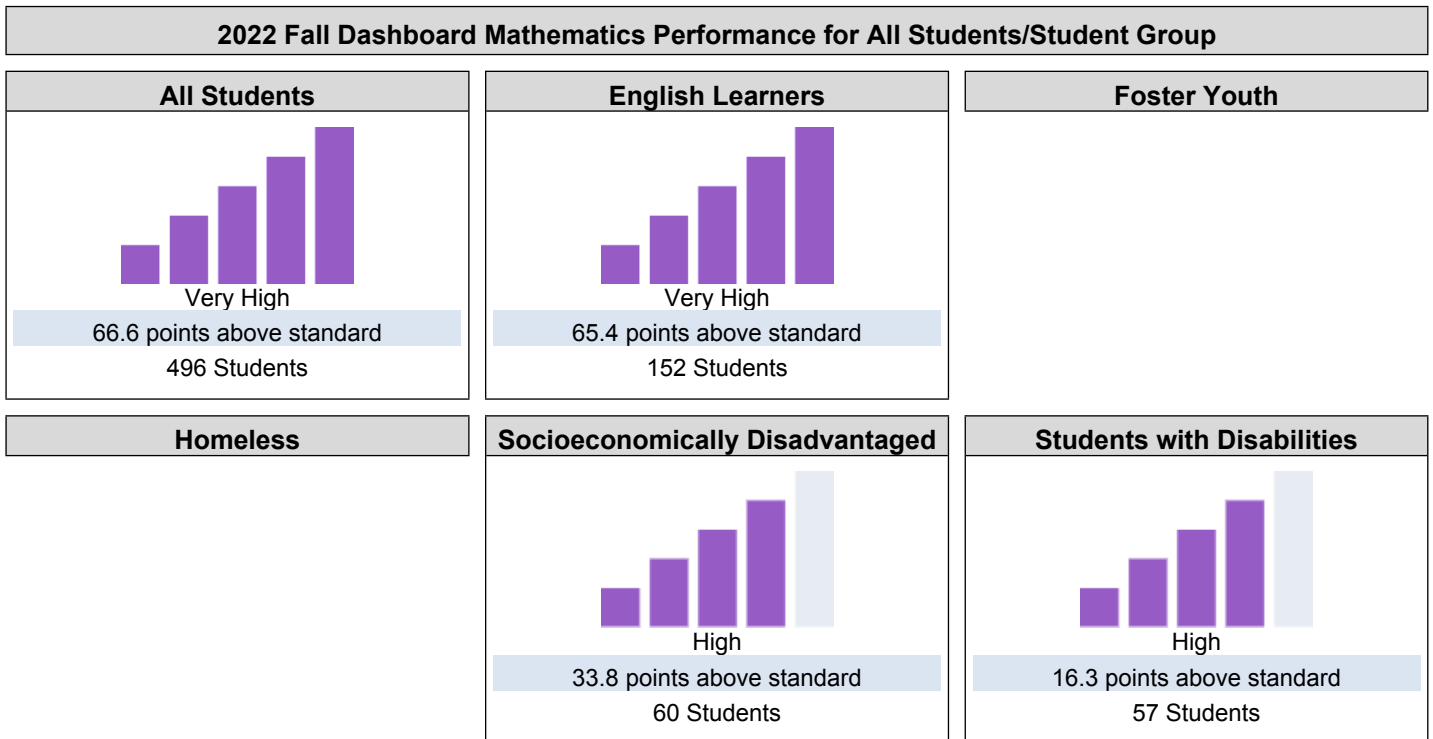 2022 Fall Dashboard Mathematics Performance for All Students/Student Group
All Students
Very High
66.6 points above standard
496 Students
English Learners
Very High
65.4 points above standard
152 Students
Foster Youth
Homeless
Socioeconomically Disadvantaged
High
33.8 points above standard
60 Students
Students with Disabilities
High
16.3 points above standard
57 Students